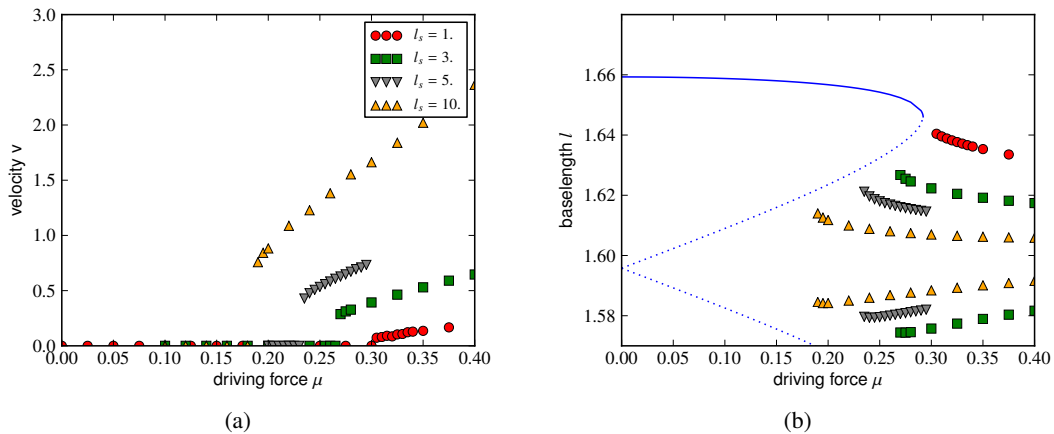 3.0
2.5
2.0
1.5
1.0
0.5
0.0
velocity v
0.00 0.05 0.10 0.15 0.20 0.25 0.30 0.35 0.40
driving force μ
l_s = 1.
l_s = 3.
l_s = 5.
l_s = 10.
(a)
1.66
1.64
1.62
1.60
1.58
baselength l
0.00 0.05 0.10 0.15 0.20 0.25 0.30 0.35 0.40
driving force μ
(b)